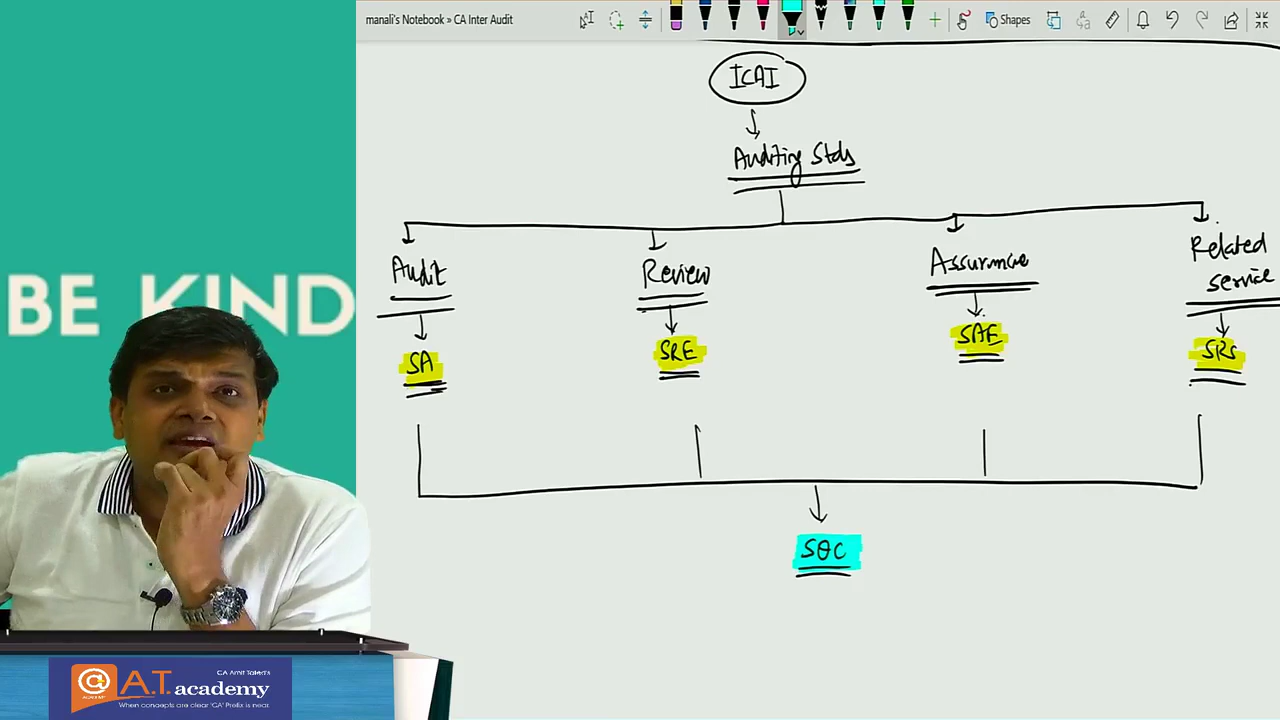 manali's Notebook » CA Inter Audit
Shapes
ICAI
Auditing Stds
Audit
Review
Assurance
Related
service
SA
SRE
SAE
SRS
SQC
BE KIND
CA Amit Talda's
A.T. academy
When concepts are clear 'CA' Prefix is near.